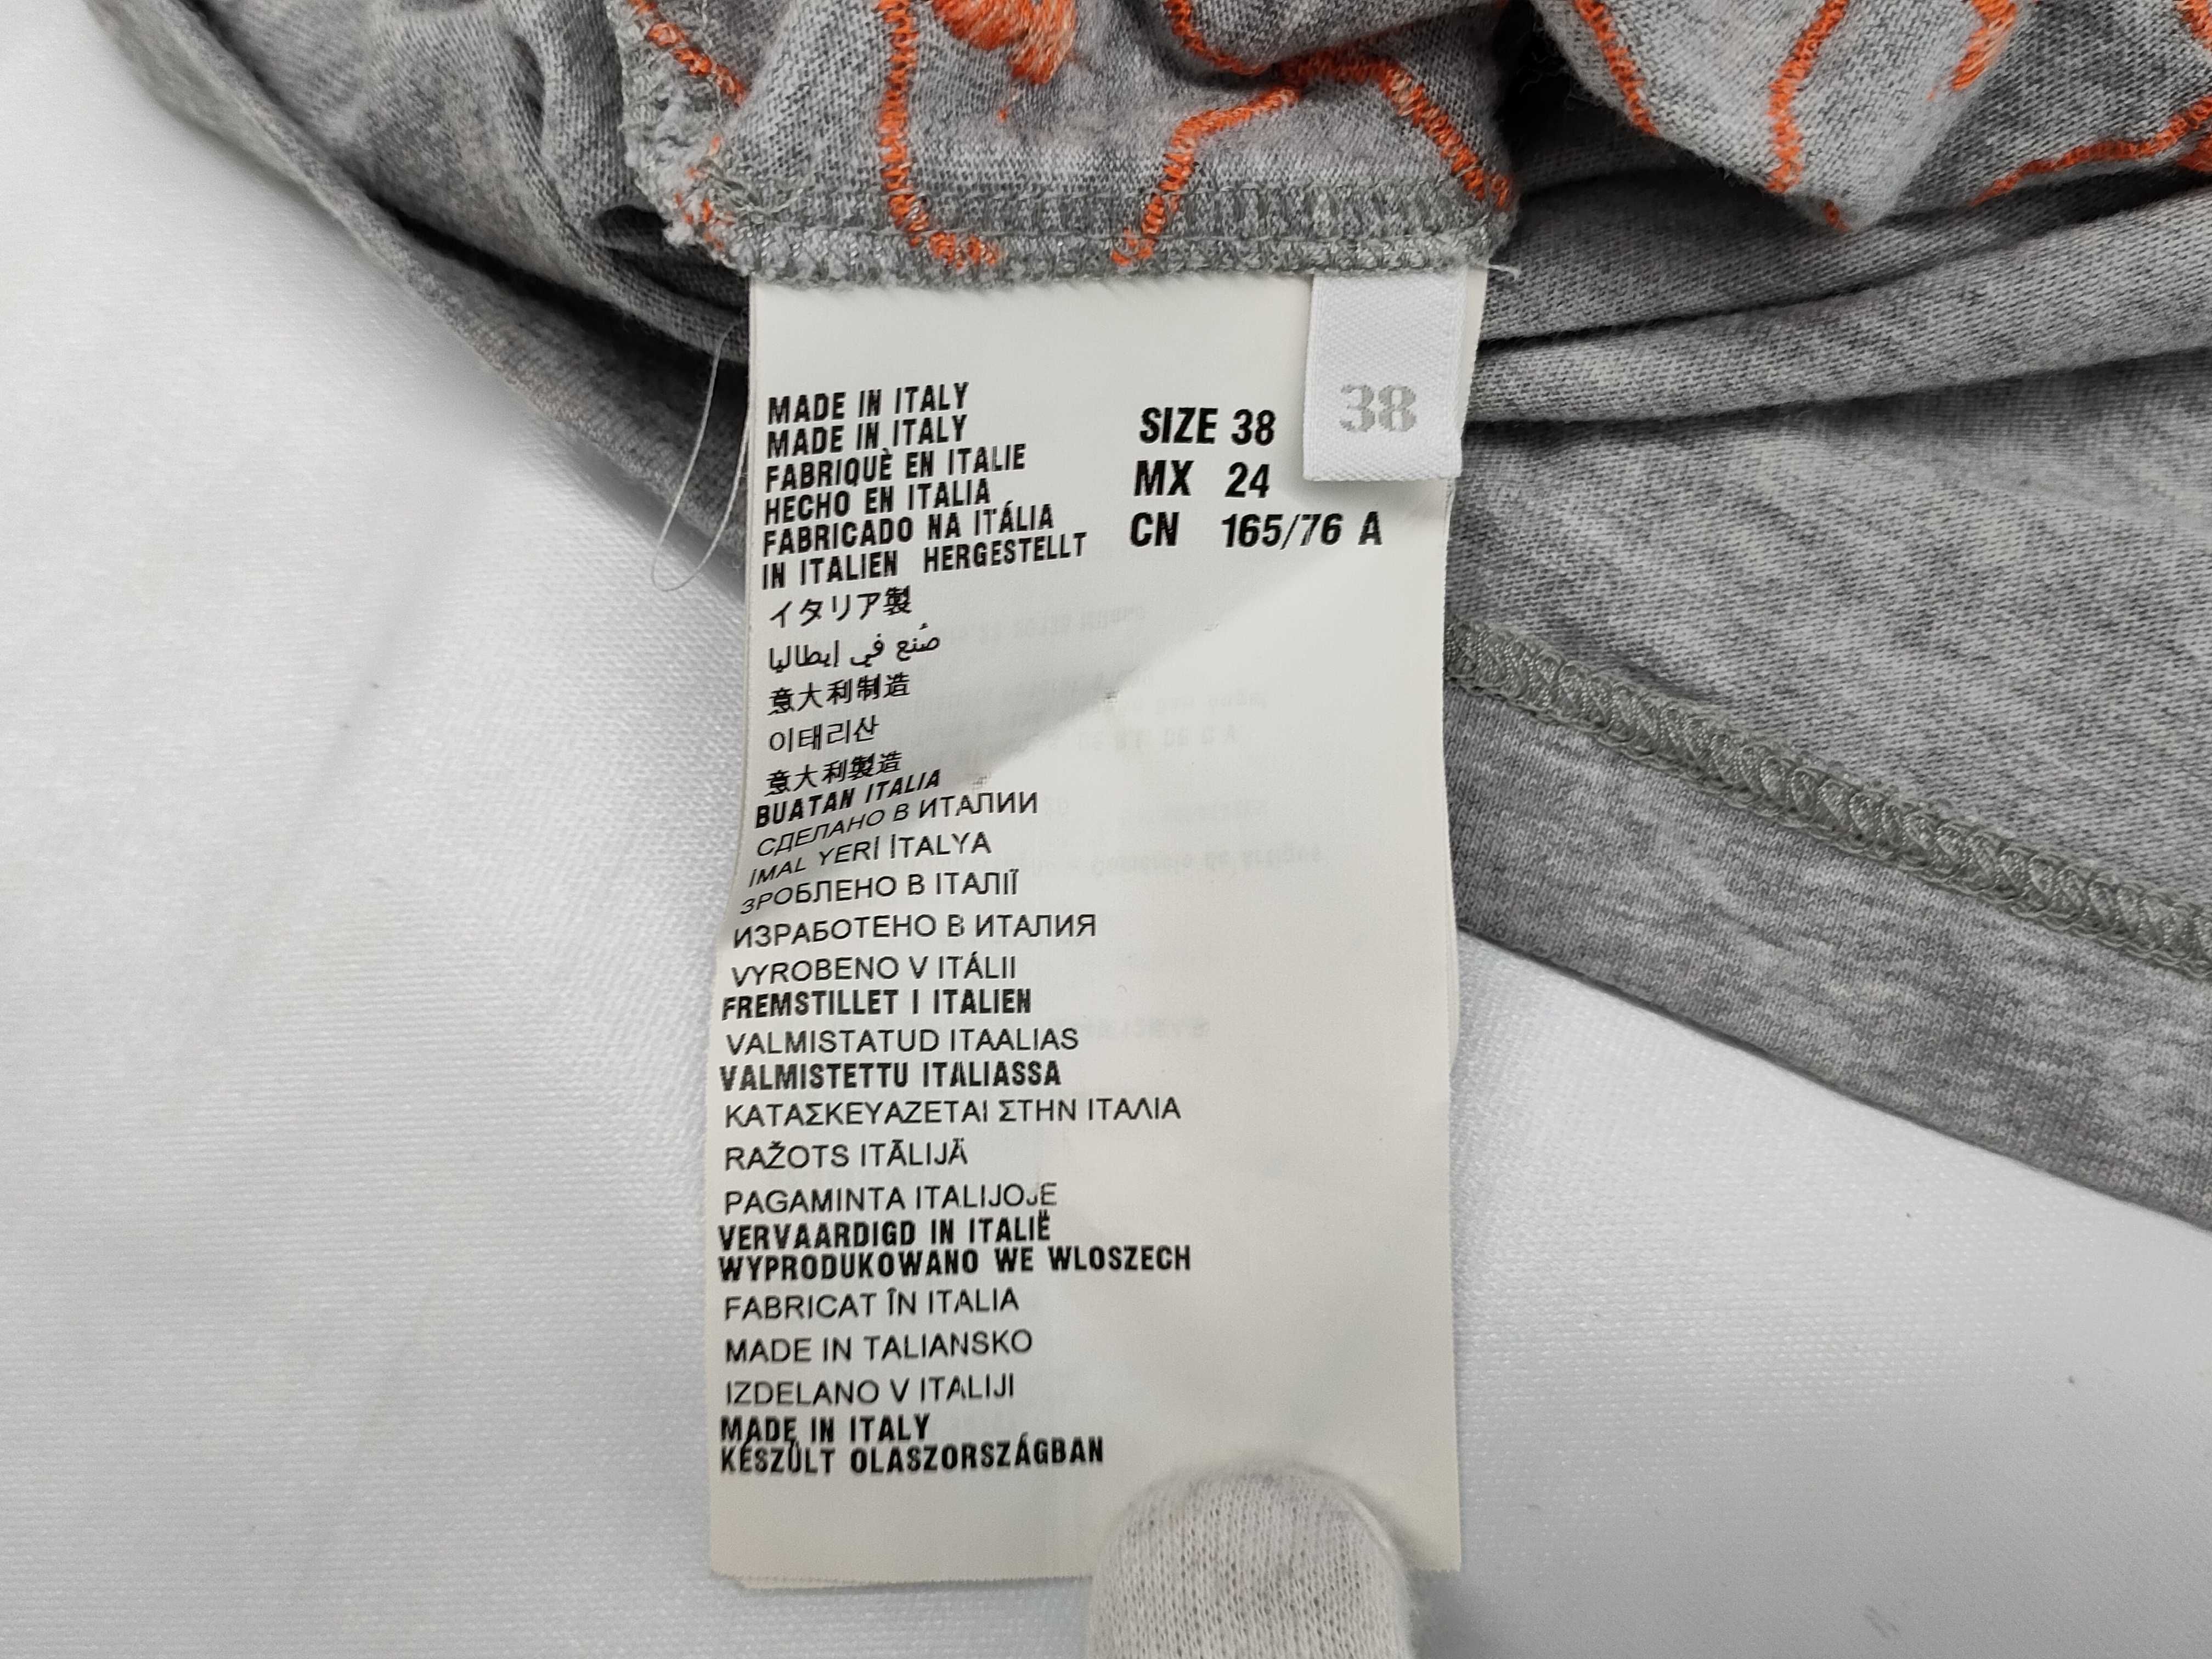 MADE IN ITALY
MADE IN ITALY
FABRIQUÈ EN ITALIE
HECHO EN ITALIA
FABRICADO NA ITÁLIA
IN ITALIEN HERGESTELLT
イタリア製
صُنع في إيطاليا
意大利制造
이태리산
意大利製造
BUATAN ITALIA
СДЕЛАНО В ИТАЛИИ
İMAL YERİ İTALYA
ЗРОБЛЕНО В ІТАЛІЇ
ИЗРАБОТЕНО В ИТАЛИЯ
VYROBENO V ITÁLII
FREMSTILLET I ITALIEN
VALMISTATUD ITAALIAS
VALMISTETTU ITALIASSA
ΚΑΤΑΣΚΕΥΑΖΕΤΑΙ ΣΤΗΝ ΙΤΑΛΙΑ
RAŽOTS ITĀLIJĀ
PAGAMINTA ITALIJOJE
VERVAARDIGD IN ITALIË
WYPRODUKOWANO WE WLOSZECH
FABRICAT ÎN ITALIA
MADE IN TALIANSKO
IZDELANO V ITALIJI
MADE IN ITALY
KÉSZÜLT OLASZORSZÁGBAN
SIZE 38
MX 24
CN 165/76 A
38